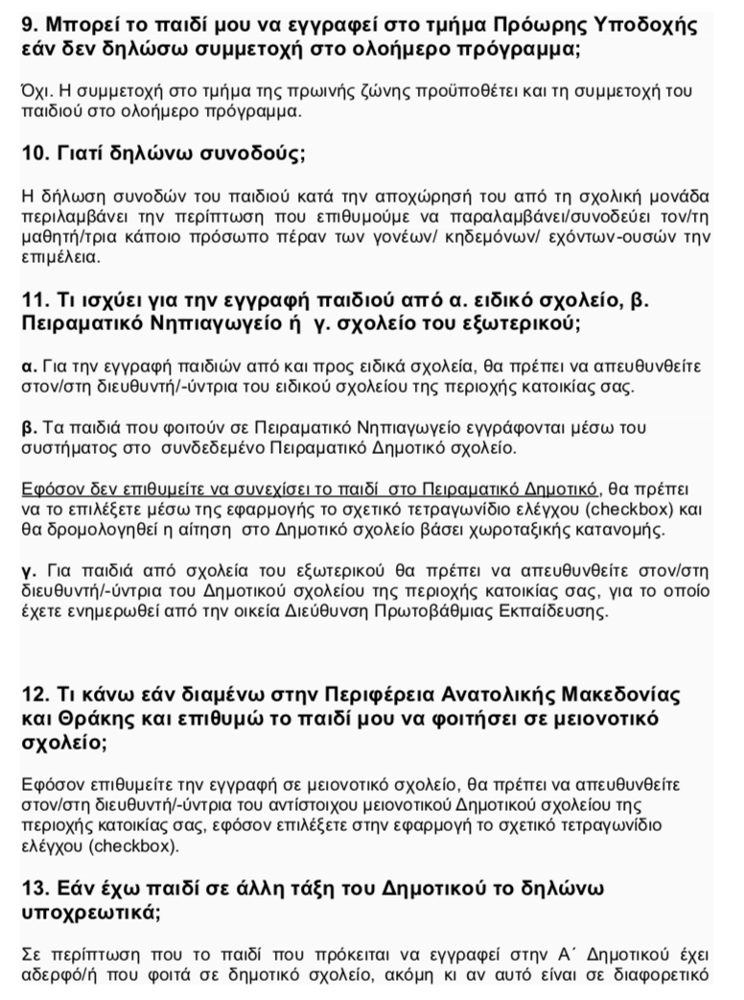 9. Μπορεί το παιδί μου να εγγραφεί στο τμήμα Πρόωρης Υποδοχής
εάν δεν δηλώσω συμμετοχή στο ολοήμερο πρόγραμμα;
Όχι. Η συμμετοχή στο τμήμα της πρωινής ζώνης προϋποθέτει και τη συμμετοχή του
παιδιού στο ολοήμερο πρόγραμμα.
10. Γιατί δηλώνω συνοδούς;
Η δήλωση συνοδών του παιδιού κατά την αποχώρησή του από τη σχολική μονάδα
περιλαμβάνει την περίπτωση που επιθυμούμε να παραλαμβάνει/συνοδεύει τον/τη
μαθητή/τρια κάποιο πρόσωπο πέραν των γονέων/ κηδεμόνων/ εχόντων-ουσών την
επιμέλεια.
11. Τι ισχύει για την εγγραφή παιδιού από α. ειδικό σχολείο, β.
Πειραματικό Νηπιαγωγείο ή γ. σχολείο του εξωτερικού;
α. Για την εγγραφή παιδιών από και προς ειδικά σχολεία, θα πρέπει να απευθυνθείτε
στον/στη διευθυντή/-ύντρια του ειδικού σχολείου της περιοχής κατοικίας σας.
β. Τα παιδιά που φοιτούν σε Πειραματικό Νηπιαγωγείο εγγράφονται μέσω του
συστήματος στο συνδεδεμένο Πειραματικό Δημοτικό σχολείο.
Εφόσον δεν επιθυμείτε να συνεχίσει το παιδί στο Πειραματικό Δημοτικό, θα πρέπει
να το επιλέξετε μέσω της εφαρμογής το σχετικό τετραγωνίδιο ελέγχου (checkbox) και
θα δρομολογηθεί η αίτηση στο Δημοτικό σχολείο βάσει χωροταξικής κατανομής.
γ. Για παιδιά από σχολεία του εξωτερικού θα πρέπει να απευθυνθείτε στον/στη
διευθυντή/-ύντρια του Δημοτικού σχολείου της περιοχής κατοικίας σας, για το οποίο
έχετε ενημερωθεί από την οικεία Διεύθυνση Πρωτοβάθμιας Εκπαίδευσης.
12. Τι κάνω εάν διαμένω στην Περιφέρεια Ανατολικής Μακεδονίας
και Θράκης και επιθυμώ το παιδί μου να φοιτήσει σε μειονοτικό
σχολείο;
Εφόσον επιθυμείτε την εγγραφή σε μειονοτικό σχολείο, θα πρέπει να απευθυνθείτε
στον/στη διευθυντή/-ύντρια του αντίστοιχου μειονοτικού Δημοτικού σχολείου της
περιοχής κατοικίας σας, εφόσον επιλέξετε στην εφαρμογή το σχετικό τετραγωνίδιο
ελέγχου (checkbox).
13. Εάν έχω παιδί σε άλλη τάξη του Δημοτικού το δηλώνω
υποχρεωτικά;
Σε περίπτωση που το παιδί που πρόκειται να εγγραφεί στην Α΄ Δημοτικού έχει
αδερφό/ή που φοιτά σε δημοτικό σχολείο, ακόμη κι αν αυτό είναι σε διαφορετικό